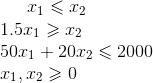 x₁ ⩽ x₂
1.5x₁ ⩾ x₂
50x₁ + 20x₂ ⩽ 2000
x₁, x₂ ⩾ 0